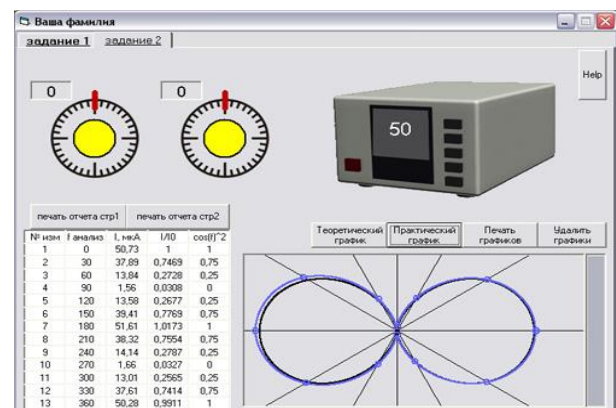 Ваша фамилия
задание 1 задание 2
0 0
50
Help
печать отчета стр1 печать отчета стр2
Теоретический график Практический график Печать графиков Удалить графики
№ изм f анализ I, мкА I/I0 cos(f)^2
1 0 50,73 1 1
2 30 37,89 0,7469 0,75
3 60 13,84 0,2728 0,25
4 90 1,56 0,0308 0
5 120 13,58 0,2677 0,25
6 150 39,41 0,7769 0,75
7 180 51,61 1,0173 1
8 210 38,32 0,7554 0,75
9 240 14,14 0,2787 0,25
10 270 1,66 0,0327 0
11 300 13,01 0,2565 0,25
12 330 37,61 0,7414 0,75
13 360 50,28 0,9911 1